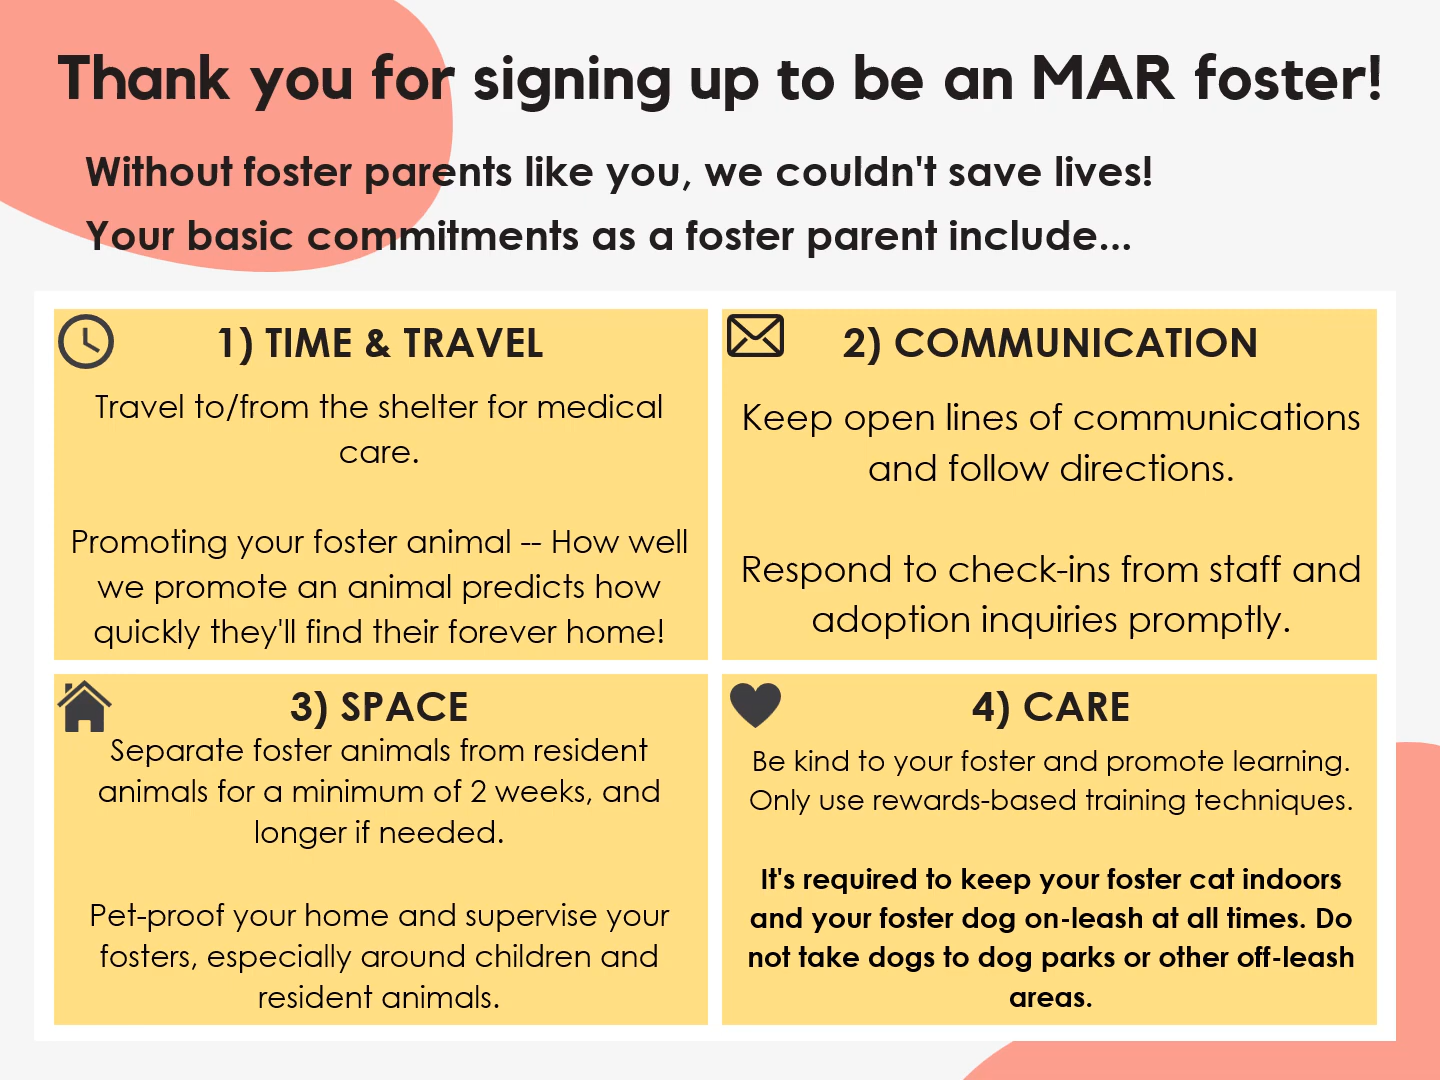 Thank you for signing up to be an MAR foster!
Without foster parents like you, we couldn't save lives!
Your basic commitments as a foster parent include...
1) TIME & TRAVEL
Travel to/from the shelter for medical
care.
Promoting your foster animal -- How well
we promote an animal predicts how
quickly they'll find their forever home!
2) COMMUNICATION
Keep open lines of communications
and follow directions.
Respond to check-ins from staff and
adoption inquiries promptly.
3) SPACE
Separate foster animals from resident
animals for a minimum of 2 weeks, and
longer if needed.
Pet-proof your home and supervise your
fosters, especially around children and
resident animals.
4) CARE
Be kind to your foster and promote learning.
Only use rewards-based training techniques.
It's required to keep your foster cat indoors
and your foster dog on-leash at all times. Do
not take dogs to dog parks or other off-leash
areas.